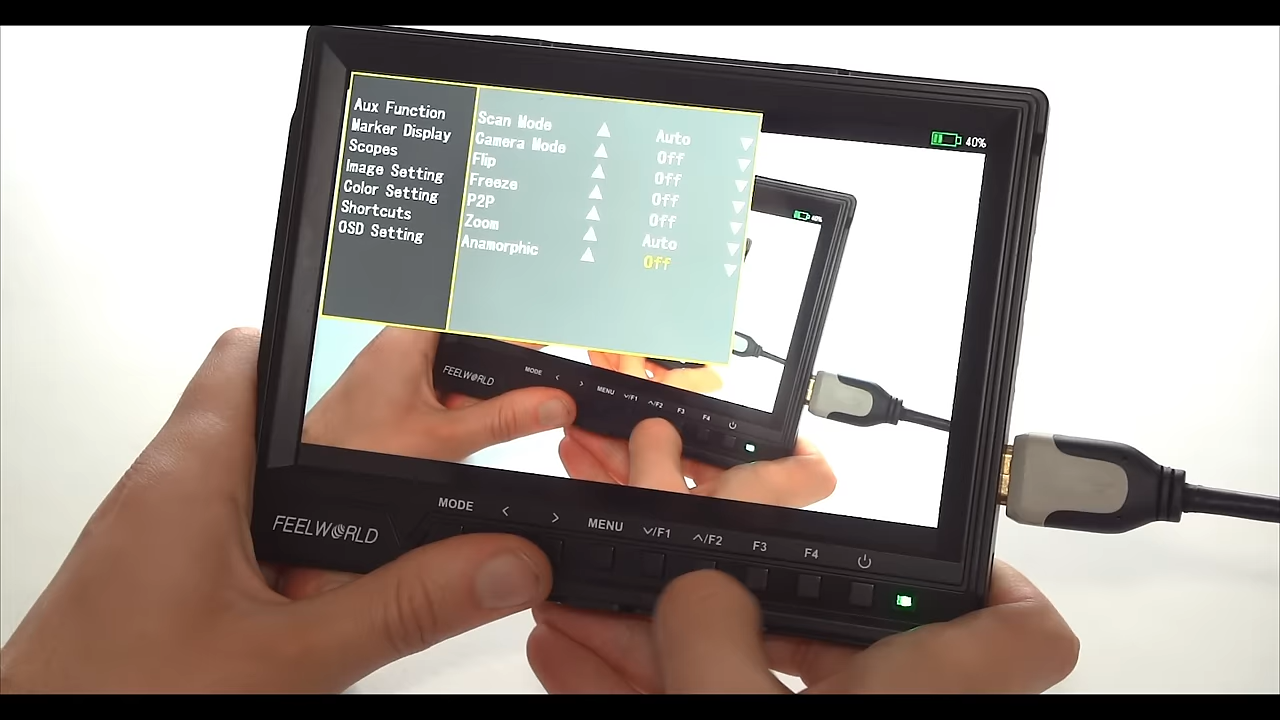 40%
Aux Function
Marker Display
Scopes
Image Setting
Color Setting
Shortcuts
OSD Setting
Scan Mode Auto
Camera Mode Off
Flip Off
Freeze Off
P2P Off
Zoom Auto
Anamorphic Off
40%
FEELWORLD
MODE < > MENU ∨/F1 ∧/F2 F3 F4
FEELWORLD
MODE < > MENU ∨/F1 ∧/F2 F3 F4